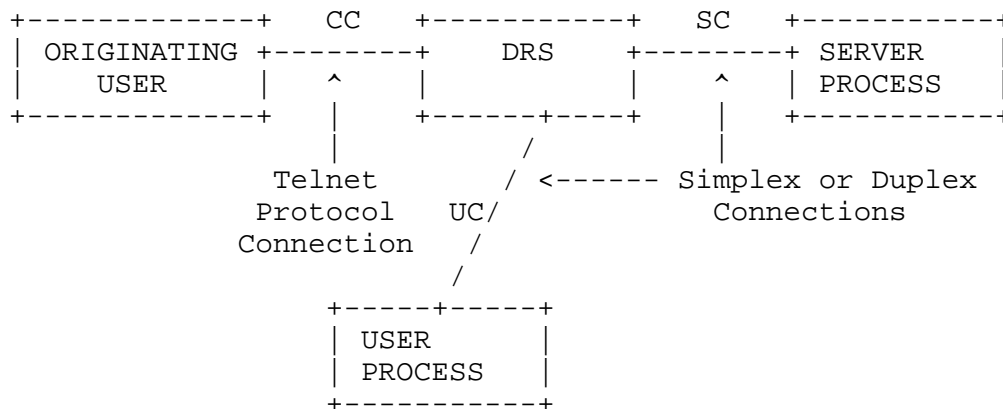 CC SC
ORIGINATING DRS SERVER
USER PROCESS
Telnet <------ Simplex or Duplex
Protocol UC Connections
Connection
USER
PROCESS